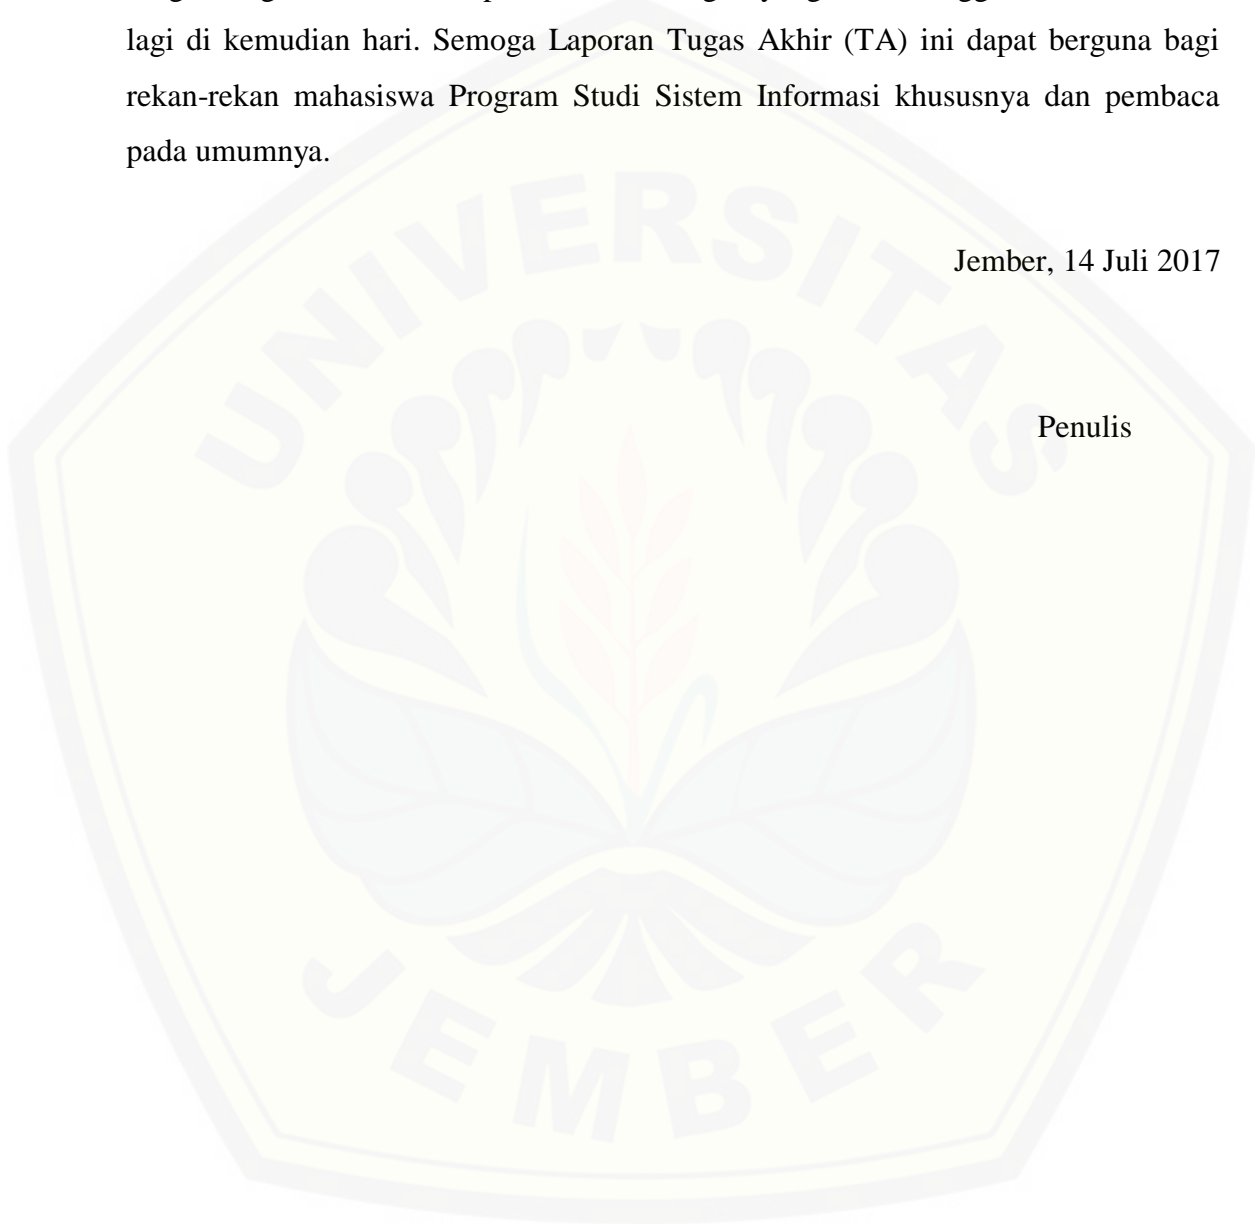 lagi di kemudian hari. Semoga Laporan Tugas Akhir (TA) ini dapat berguna bagi
rekan-rekan mahasiswa Program Studi Sistem Informasi khususnya dan pembaca
pada umumnya.
UNIVERSITAS
Jember, 14 Juli 2017
Penulis
JEMBER